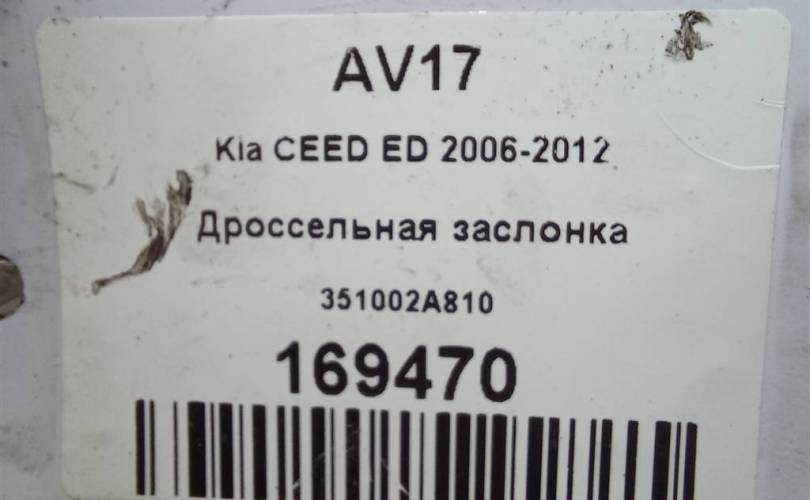 AV17
Kia CEED ED 2006-2012
Дроссельная заслонка
351002A810
169470